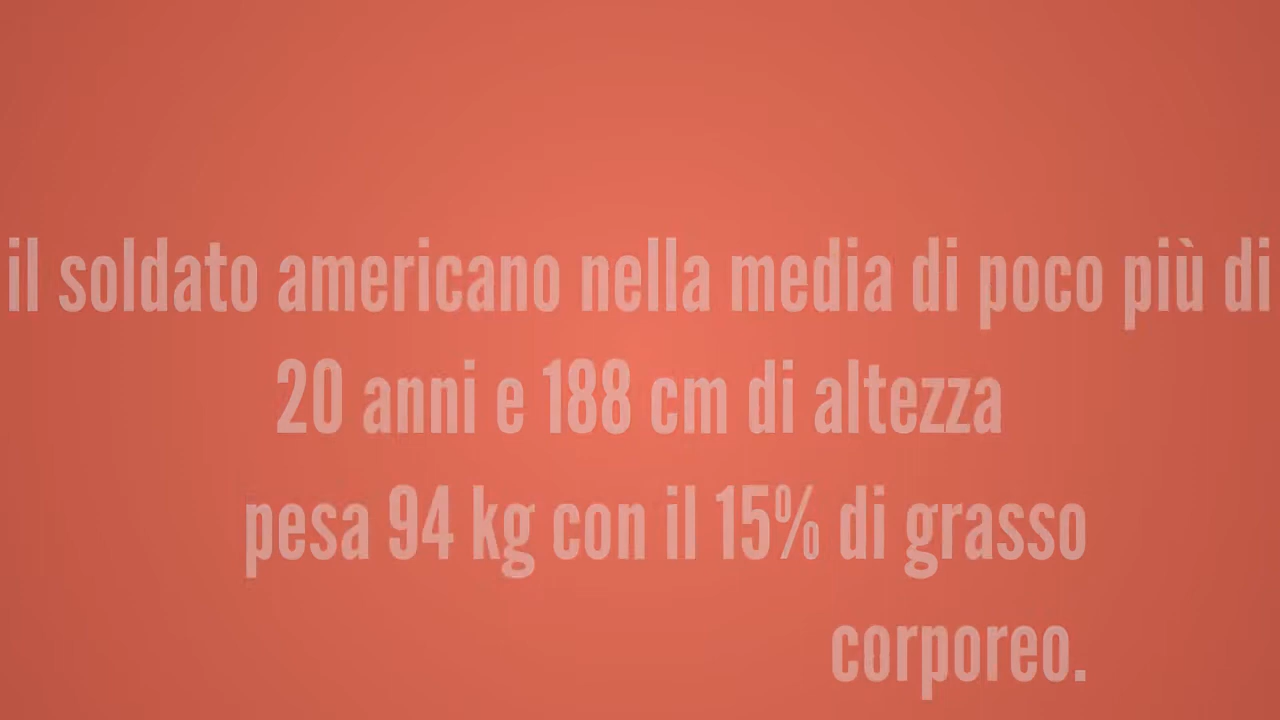 il soldato americano nella media di poco più di
20 anni e 188 cm di altezza
pesa 94 kg con il 15% di grasso
corporeo.